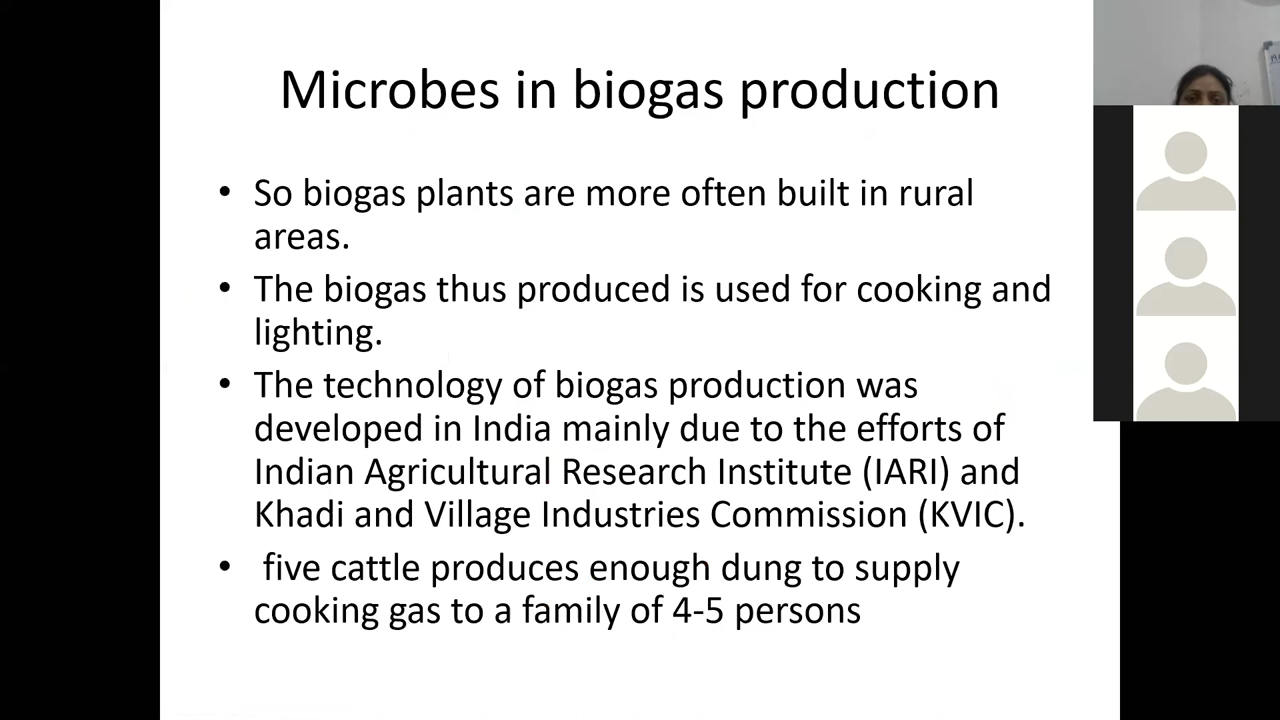 Microbes in biogas production
• So biogas plants are more often built in rural
areas.
• The biogas thus produced is used for cooking and
lighting.
• The technology of biogas production was
developed in India mainly due to the efforts of
Indian Agricultural Research Institute (IARI) and
Khadi and Village Industries Commission (KVIC).
• five cattle produces enough dung to supply
cooking gas to a family of 4-5 persons